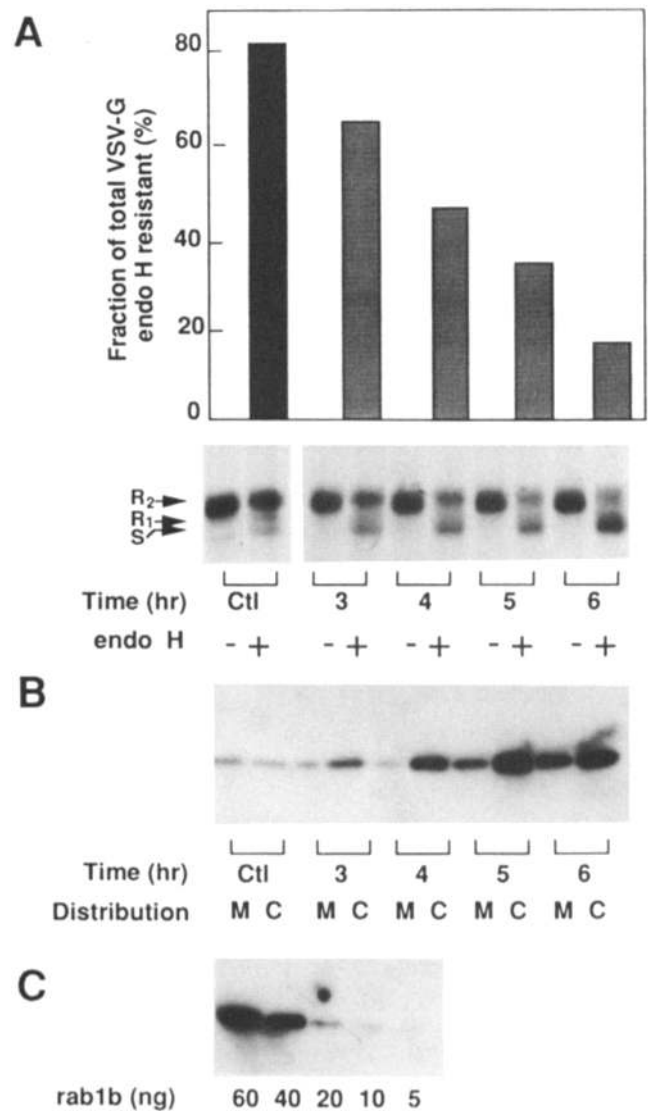 A
Fraction of total VSV-G
endo H resistant (%)
80
60
40
20
0
R2
R1
S
Time (hr) Ctl 3 4 5 6
endo H - + - + - + - + - +
B
Time (hr) Ctl 3 4 5 6
Distribution M C M C M C M C M C
C
rab1b (ng) 60 40 20 10 5